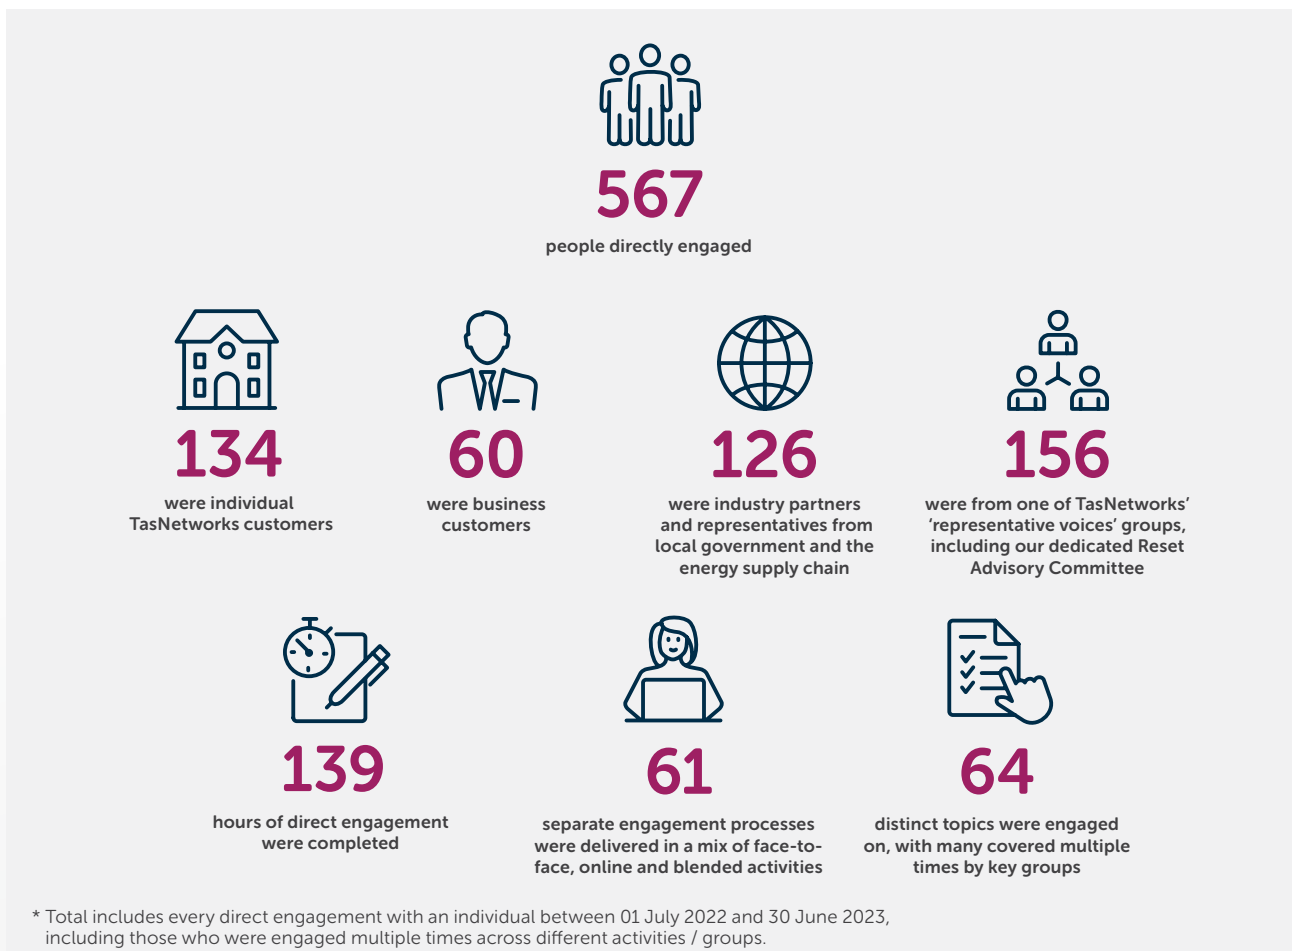 567
people directly engaged
134
were individual
TasNetworks customers
60
were business
customers
126
were industry partners
and representatives from
local government and the
energy supply chain
156
were from one of TasNetworks’
‘representative voices’ groups,
including our dedicated Reset
Advisory Committee
139
hours of direct engagement
were completed
61
separate engagement processes
were delivered in a mix of face-to-
face, online and blended activities
64
distinct topics were engaged
on, with many covered multiple
times by key groups
* Total includes every direct engagement with an individual between 01 July 2022 and 30 June 2023,
including those who were engaged multiple times across different activities / groups.